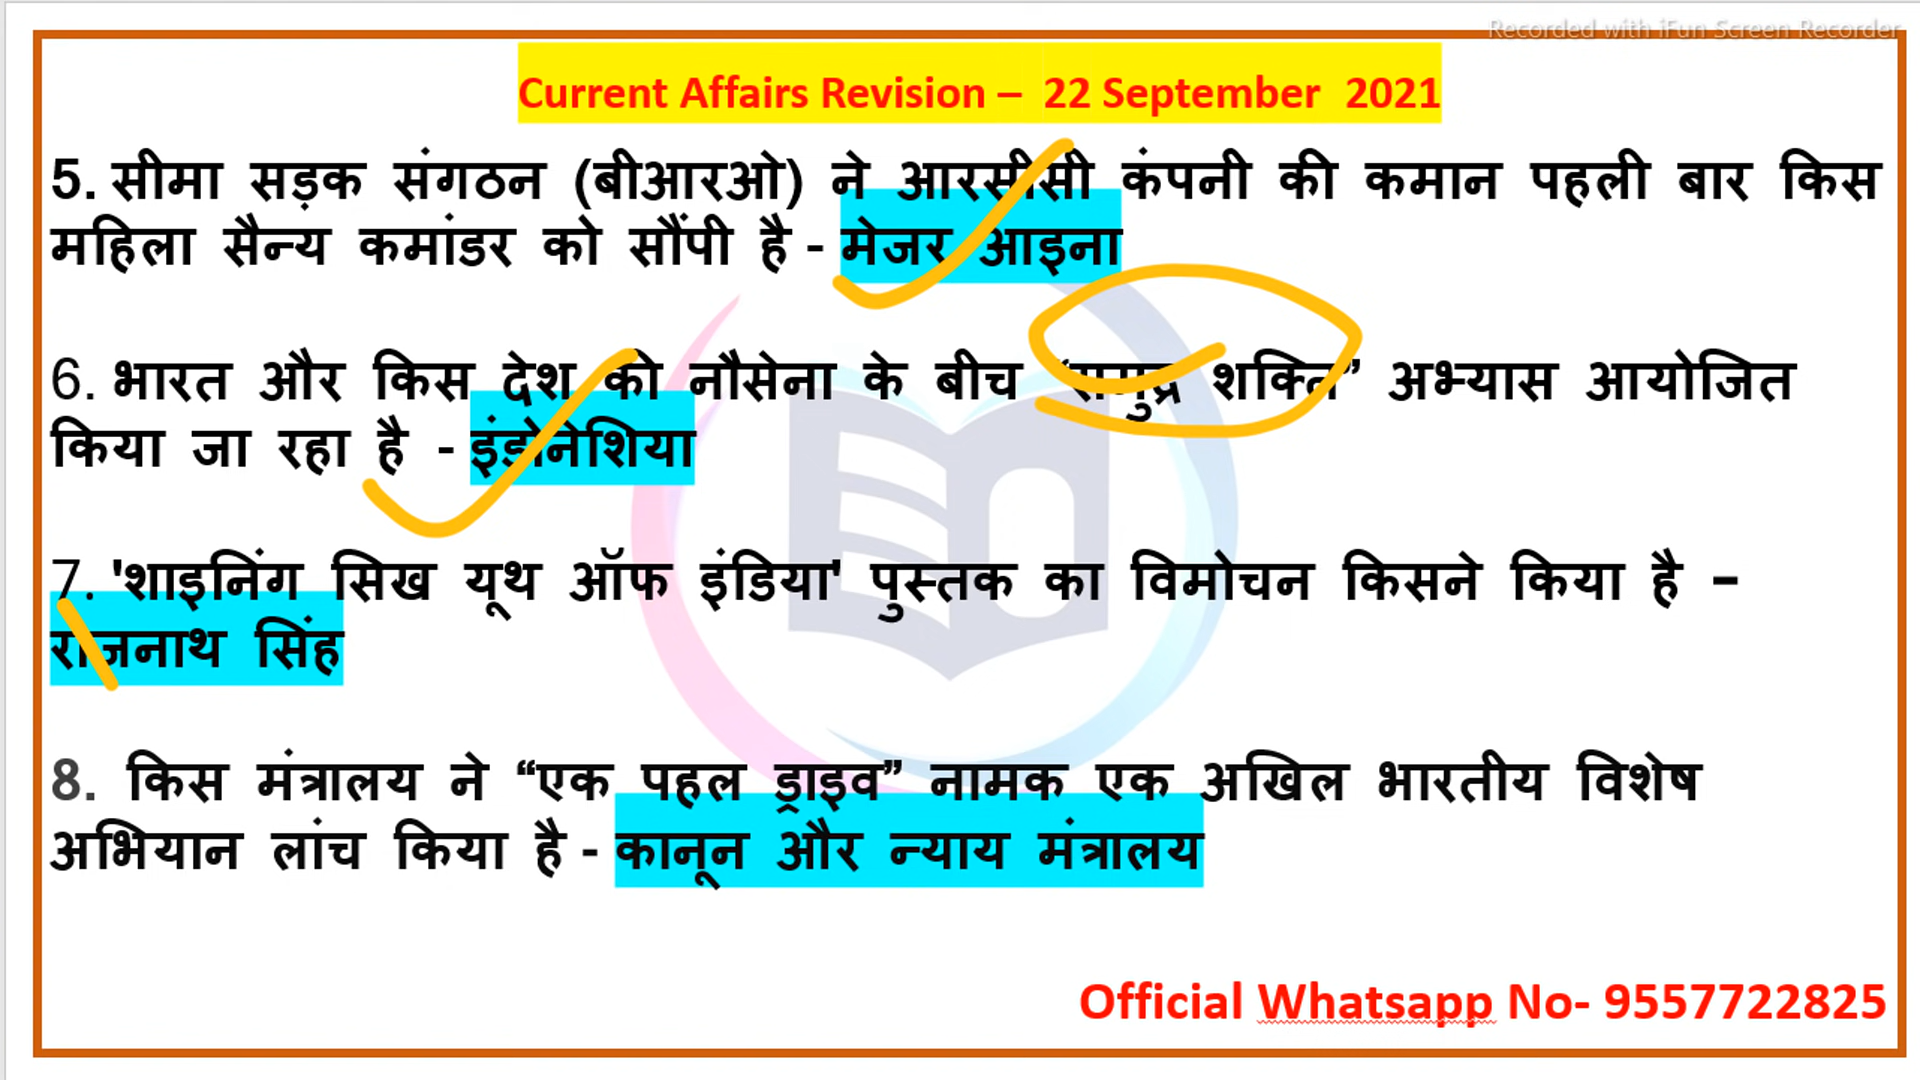 Recorded with iFun Screen Recorder
Current Affairs Revision – 22 September 2021
5. सीमा सड़क संगठन (बीआरओ) ने आरसीसी कंपनी की कमान पहली बार किस
महिला सैन्य कमांडर को सौंपी है - मेजर आइना
6. भारत और किस देश की नौसेना के बीच “समुद्र शक्ति” अभ्यास आयोजित
किया जा रहा है - इंडोनेशिया
7. 'शाइनिंग सिख यूथ ऑफ इंडिया' पुस्तक का विमोचन किसने किया है –
राजनाथ सिंह
8. किस मंत्रालय ने “एक पहल ड्राइव” नामक एक अखिल भारतीय विशेष
अभियान लांच किया है - कानून और न्याय मंत्रालय
Official Whatsapp No- 9557722825